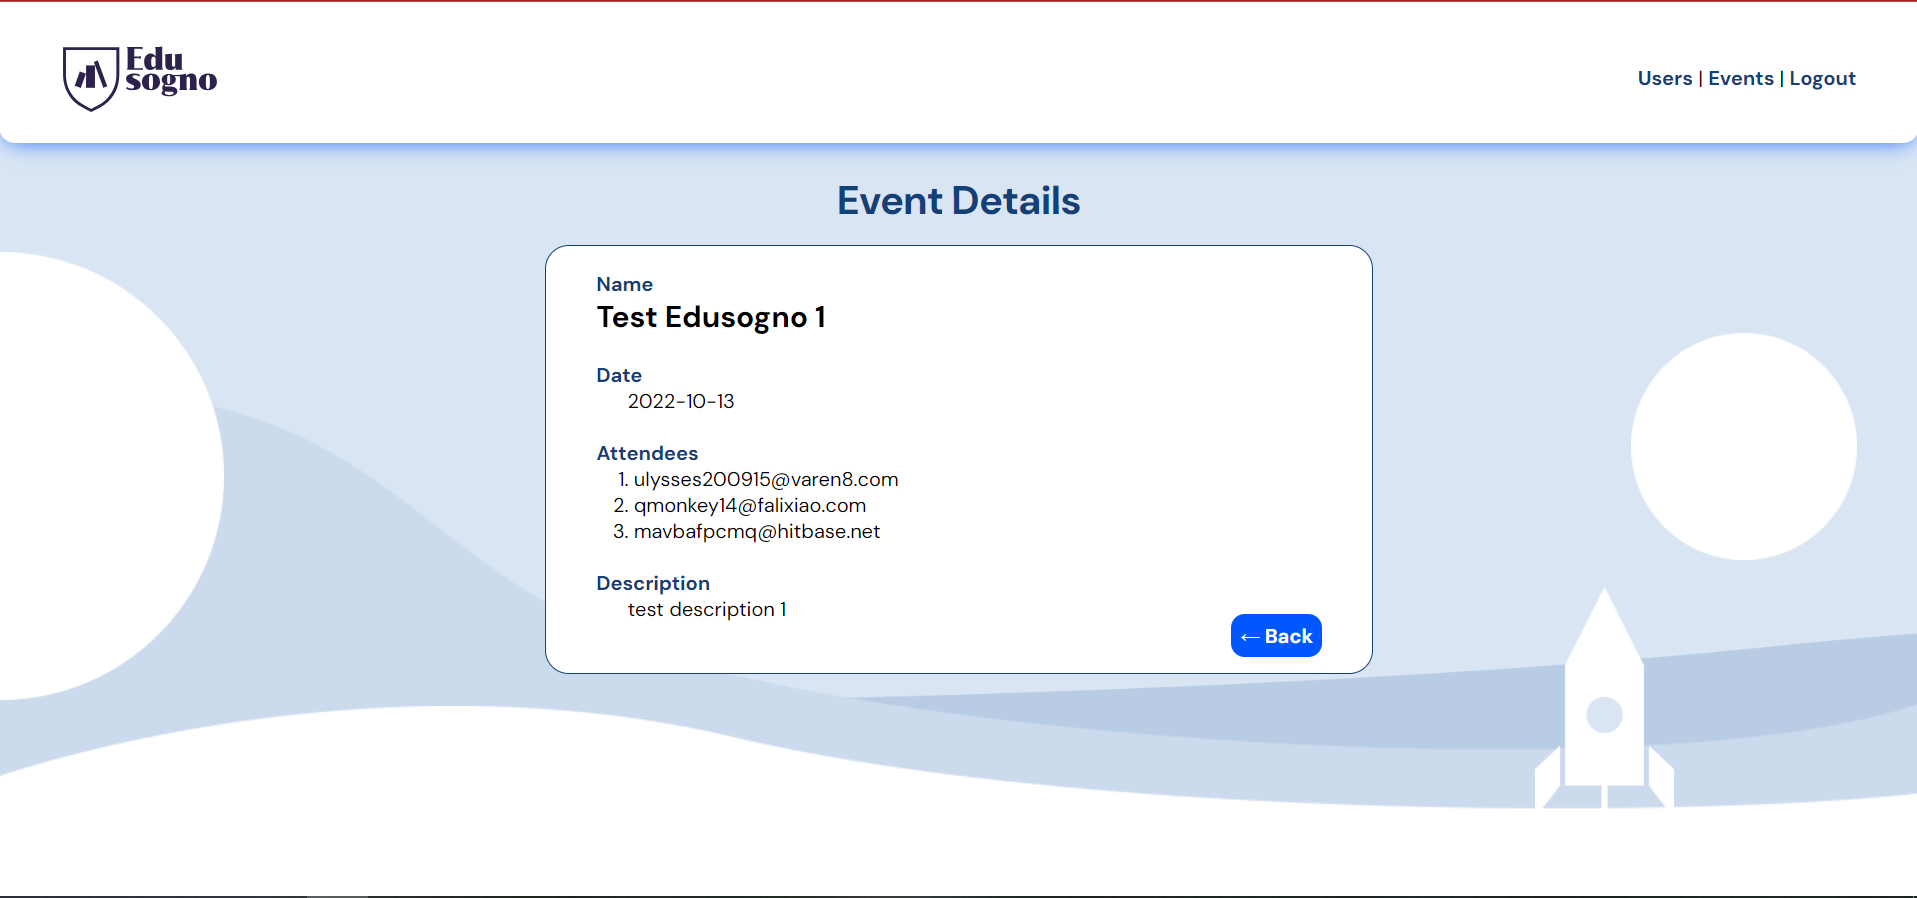 Edu
sogno
Users | Events | Logout
Event Details
Name
Test Edusogno 1
Date
2022-10-13
Attendees
1. ulysses200915@varen8.com
2. qmonkey14@falixiao.com
3. mavbafpcmq@hitbase.net
Description
test description 1
← Back